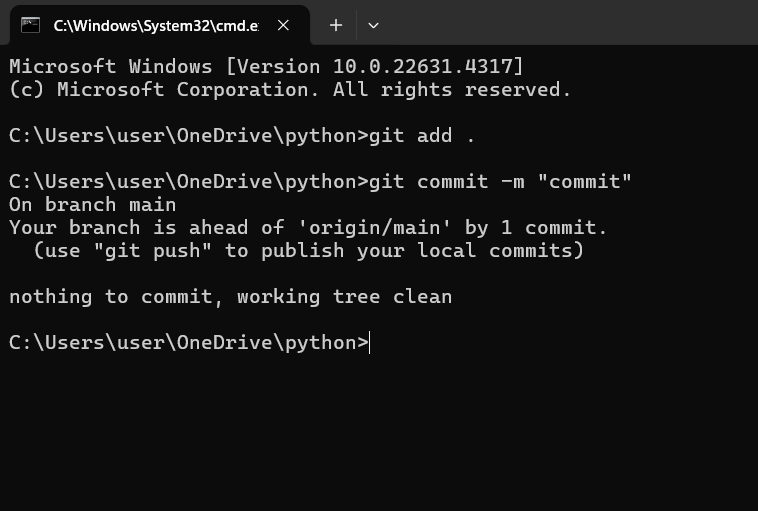 C:\Windows\System32\cmd.e
Microsoft Windows [Version 10.0.22631.4317]
(c) Microsoft Corporation. All rights reserved.
C:\Users\user\OneDrive\python>git add .
C:\Users\user\OneDrive\python>git commit -m "commit"
On branch main
Your branch is ahead of 'origin/main' by 1 commit.
  (use "git push" to publish your local commits)
nothing to commit, working tree clean
C:\Users\user\OneDrive\python>